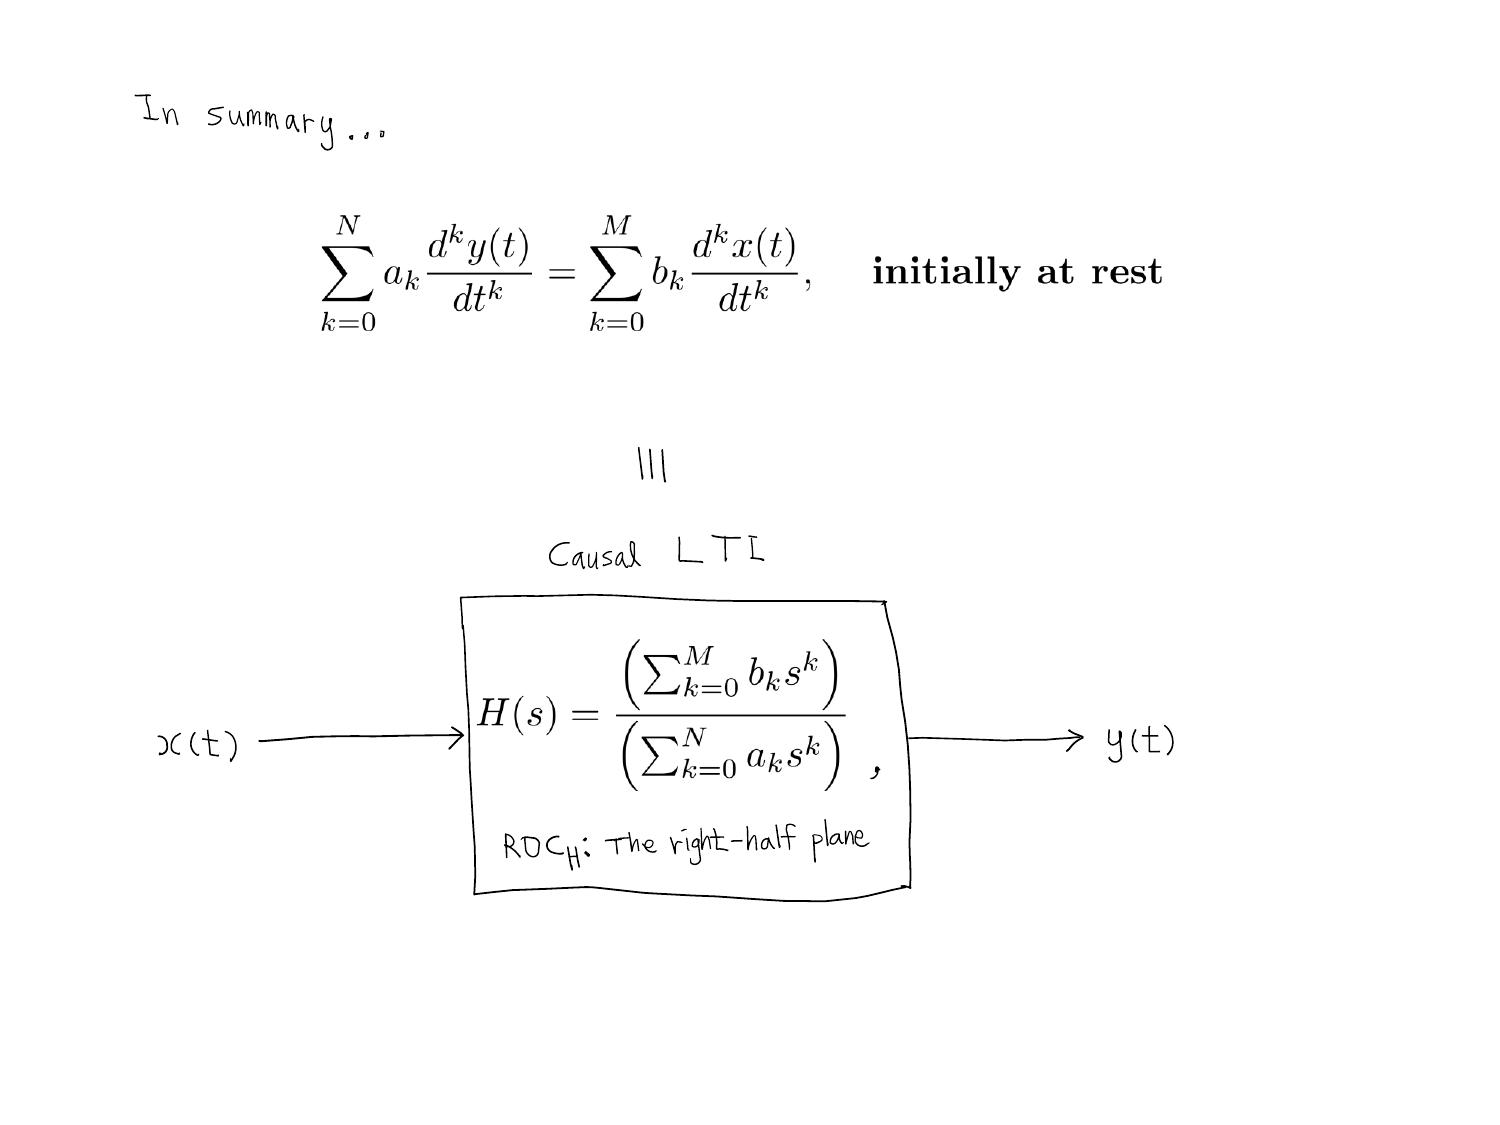 In summary...
\sum_{k=0}^{N} a_k \frac{d^k y(t)}{dt^k} = \sum_{k=0}^{M} b_k \frac{d^k x(t)}{dt^k}, initially at rest
|||
Causal LTI
x(t) H(s) = \frac{\left(\sum_{k=0}^{M} b_k s^k\right)}{\left(\sum_{k=0}^{N} a_k s^k\right)}, y(t)
ROC_H: The right-half plane